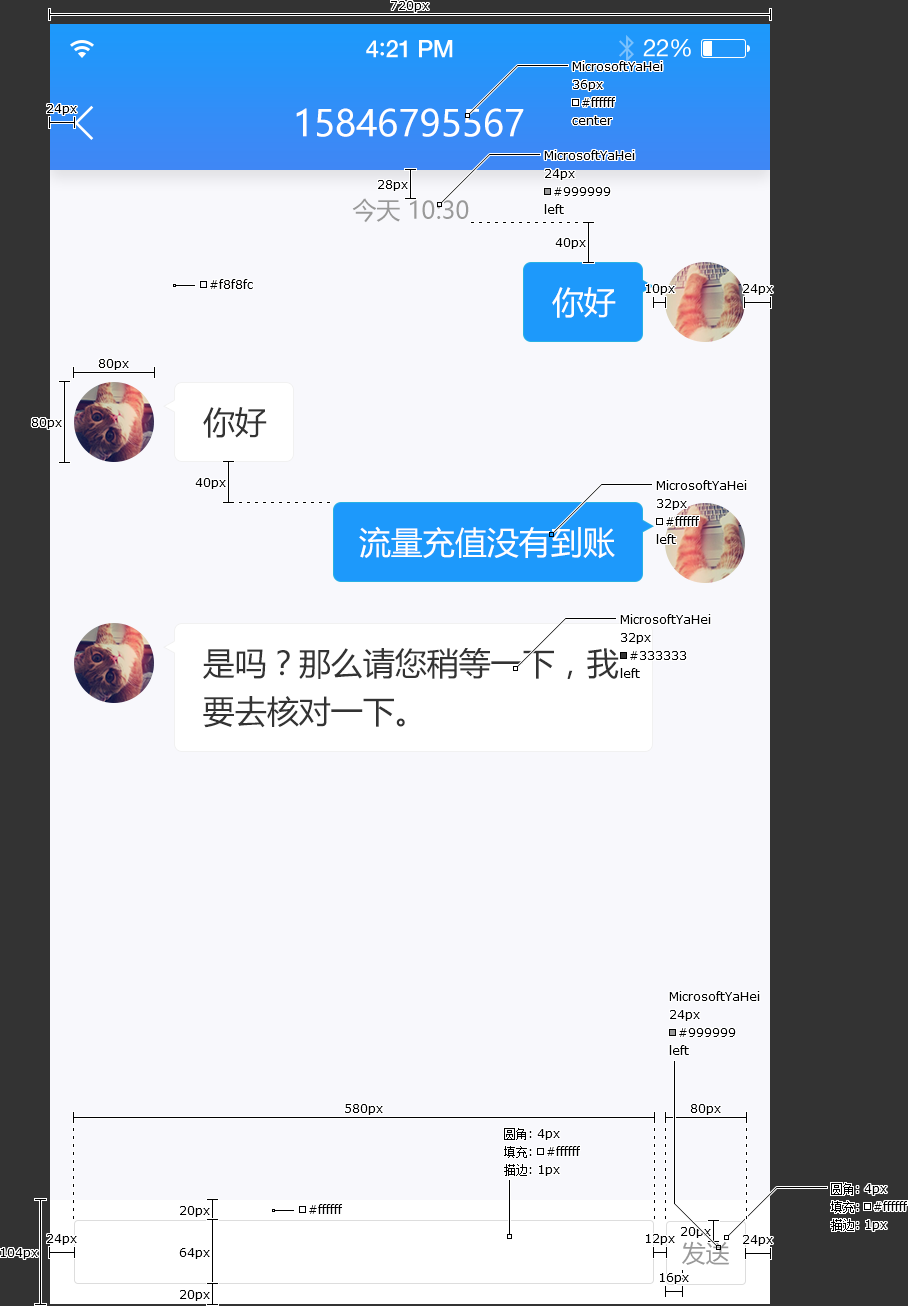 720px
4:21 PM
22%
MicrosoftYaHei
36px
#ffffff
center
24px
15846795567
MicrosoftYaHei
24px
#999999
left
28px
今天 10:30
40px
#f8f8fc
10px
24px
你好
80px
80px
你好
40px
MicrosoftYaHei
32px
#ffffff
left
流量充值没有到账
MicrosoftYaHei
32px
#333333
left
是吗？那么请您稍等一下，我
要去核对一下。
MicrosoftYaHei
24px
#999999
left
580px
80px
圆角: 4px
填充: #ffffff
描边: 1px
圆角: 4px
填充: #ffffff
描边: 1px
20px
#ffffff
20px
24px
12px
24px
104px
64px
发送
16px
20px